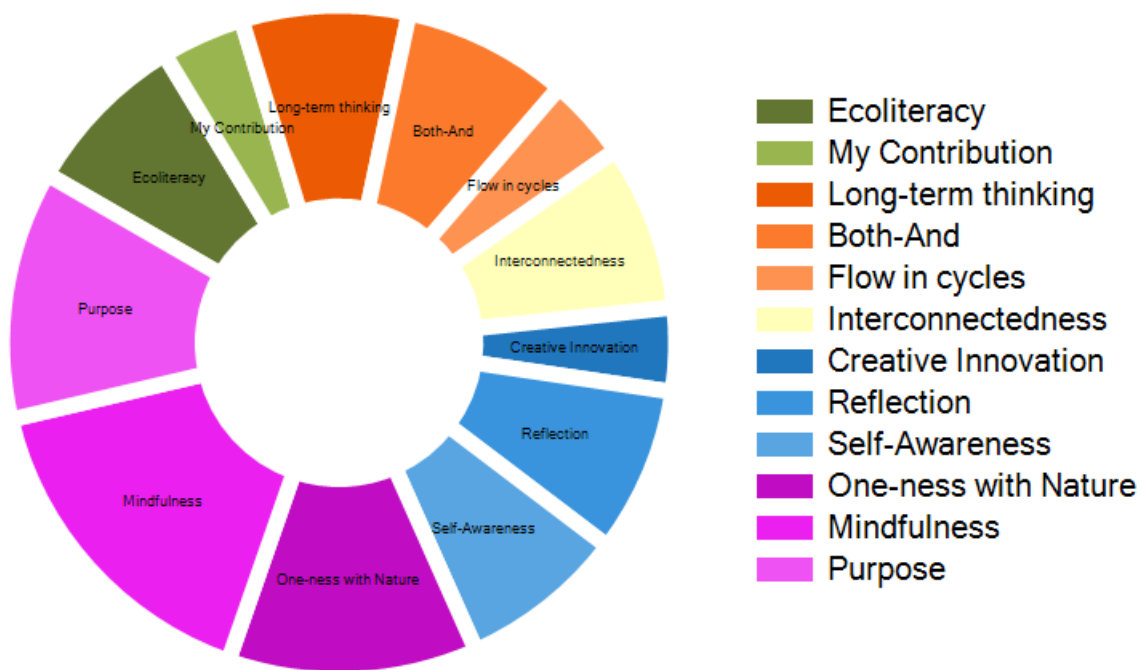 Long-term thinking
My Contribution
Both-And
Ecoliteracy
Flow in cycles
Interconnectedness
Purpose
Creative Innovation
Reflection
Mindfulness
Self-Awareness
One-ness with Nature
Ecoliteracy
My Contribution
Long-term thinking
Both-And
Flow in cycles
Interconnectedness
Creative Innovation
Reflection
Self-Awareness
One-ness with Nature
Mindfulness
Purpose